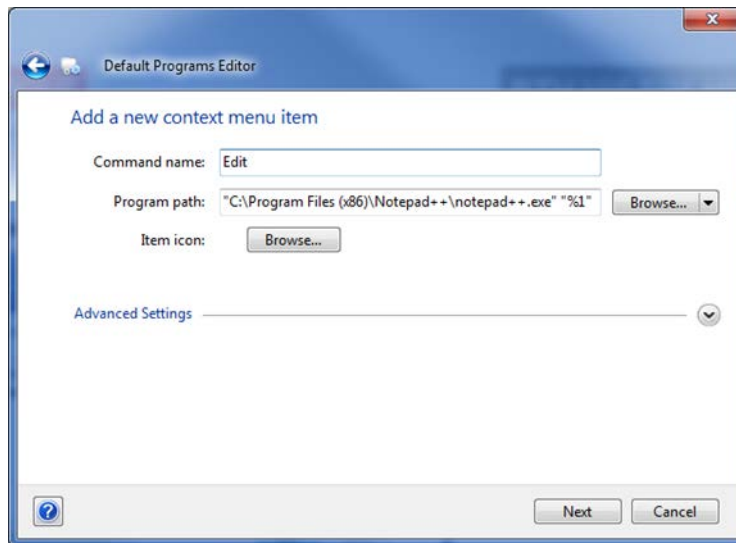 Default Programs Editor
Add a new context menu item
Command name: Edit
Program path: "C:\Program Files (x86)\Notepad++\notepad++.exe" "%1" Browse...
Item icon: Browse...
Advanced Settings
Next Cancel